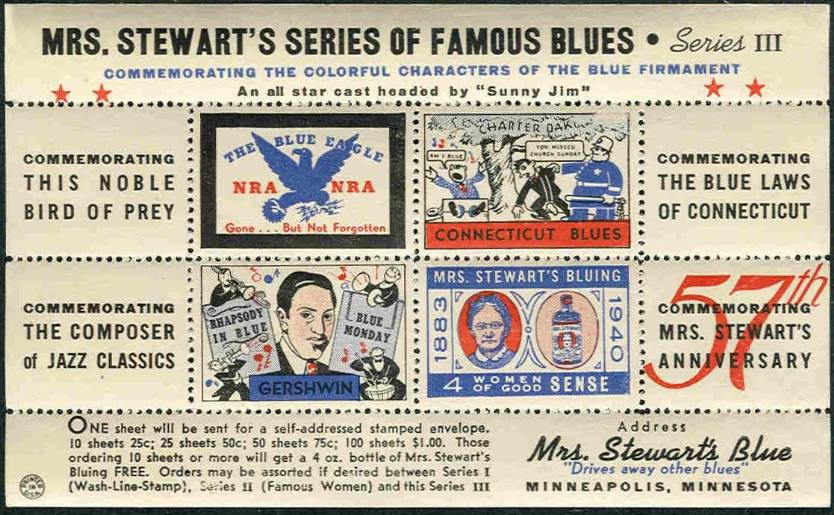 MRS. STEWART'S SERIES OF FAMOUS BLUES • Series III
COMMEMORATING THE COLORFUL CHARACTERS OF THE BLUE FIRMAMENT
An all star cast headed by "Sunny Jim"
COMMEMORATING
THIS NOBLE
BIRD OF PREY
THE BLUE EAGLE
NRA NRA
Gone . . . But Not Forgotten
CHARTER OAK
AM I BLUE
YOU MISSED
CHURCH SUNDAY
CONNECTICUT BLUES
COMMEMORATING
THE BLUE LAWS
OF CONNECTICUT
COMMEMORATING
THE COMPOSER
of JAZZ CLASSICS
RHAPSODY
IN BLUE
BLUE
MONDAY
GERSHWIN
MRS. STEWART'S BLUING
1883
1940
4 WOMEN OF GOOD SENSE
57th
COMMEMORATING
MRS. STEWART'S
ANNIVERSARY
ONE sheet will be sent for a self-addressed stamped envelope.
10 sheets 25c; 25 sheets 50c; 50 sheets 75c; 100 sheets $1.00. Those
ordering 10 sheets or more will get a 4 oz. bottle of Mrs. Stewart's
Bluing FREE. Orders may be assorted if desired between Series I
(Wash-Line-Stamp), Series II (Famous Women) and this Series III
PRINTED
IN
U.S.A.
Address
Mrs. Stewart's Blue
"Drives away other blues"
MINNEAPOLIS, MINNESOTA